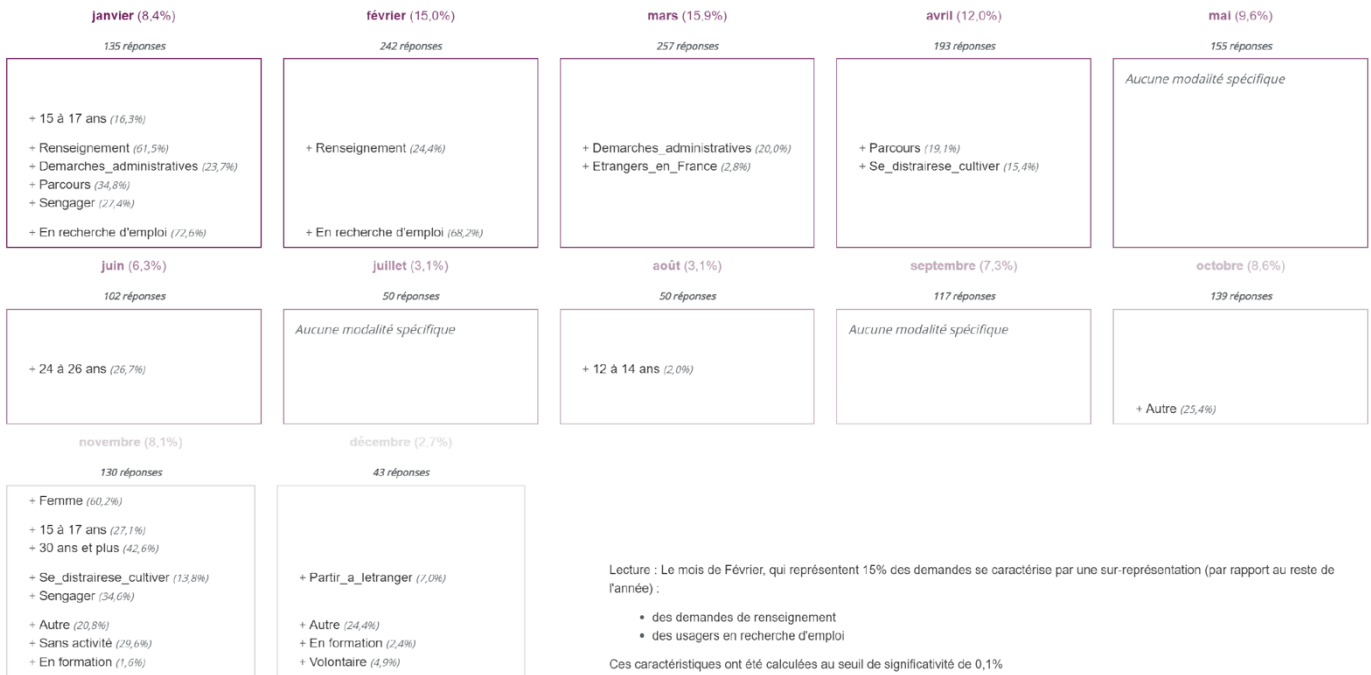 janvier (8,4%)
135 réponses
+ 15 à 17 ans (16,3%)
+ Renseignement (61,5%)
+ Demarches_administratives (23,7%)
+ Parcours (34,8%)
+ Sengager (27,4%)
+ En recherche d'emploi (72,6%)
février (15,0%)
242 réponses
+ Renseignement (24,4%)
+ En recherche d'emploi (68,2%)
mars (15,9%)
257 réponses
+ Demarches_administratives (20,0%)
+ Etrangers_en_France (2,8%)
avril (12,0%)
193 réponses
+ Parcours (19,1%)
+ Se_distrairese_cultiver (15,4%)
mai (9,6%)
155 réponses
Aucune modalité spécifique
juin (6,3%)
102 réponses
+ 24 à 26 ans (26,7%)
juillet (3,1%)
50 réponses
Aucune modalité spécifique
août (3,1%)
50 réponses
+ 12 à 14 ans (2,0%)
septembre (7,3%)
117 réponses
Aucune modalité spécifique
octobre (8,6%)
139 réponses
+ Autre (25,4%)
novembre (8,1%)
130 réponses
+ Femme (60,2%)
+ 15 à 17 ans (27,1%)
+ 30 ans et plus (42,6%)
+ Se_distrairese_cultiver (13,8%)
+ Sengager (34,6%)
+ Autre (20,8%)
+ Sans activité (29,6%)
+ En formation (1,6%)
décembre (2,7%)
43 réponses
+ Partir_a_letranger (7,0%)
+ Autre (24,4%)
+ En formation (2,4%)
+ Volontaire (4,9%)
Lecture : Le mois de Février, qui représentent 15% des demandes se caractérise par une sur-représentation (par rapport au reste de
l'année) :
• des demandes de renseignement
• des usagers en recherche d'emploi
Ces caractéristiques ont été calculées au seuil de significativité de 0,1%